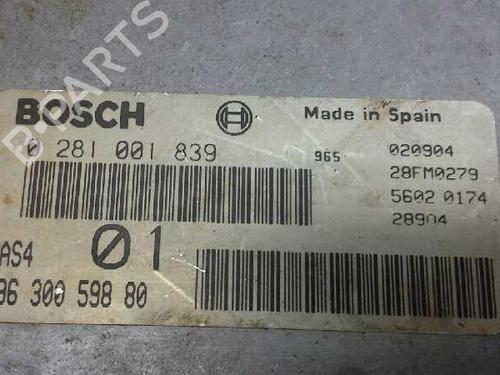 B-PARTS
BOSCH
Made in Spain
0 281 001 839
965
020904
28FM0279
5602 0174
28904
AS4
01
96 300 598 80